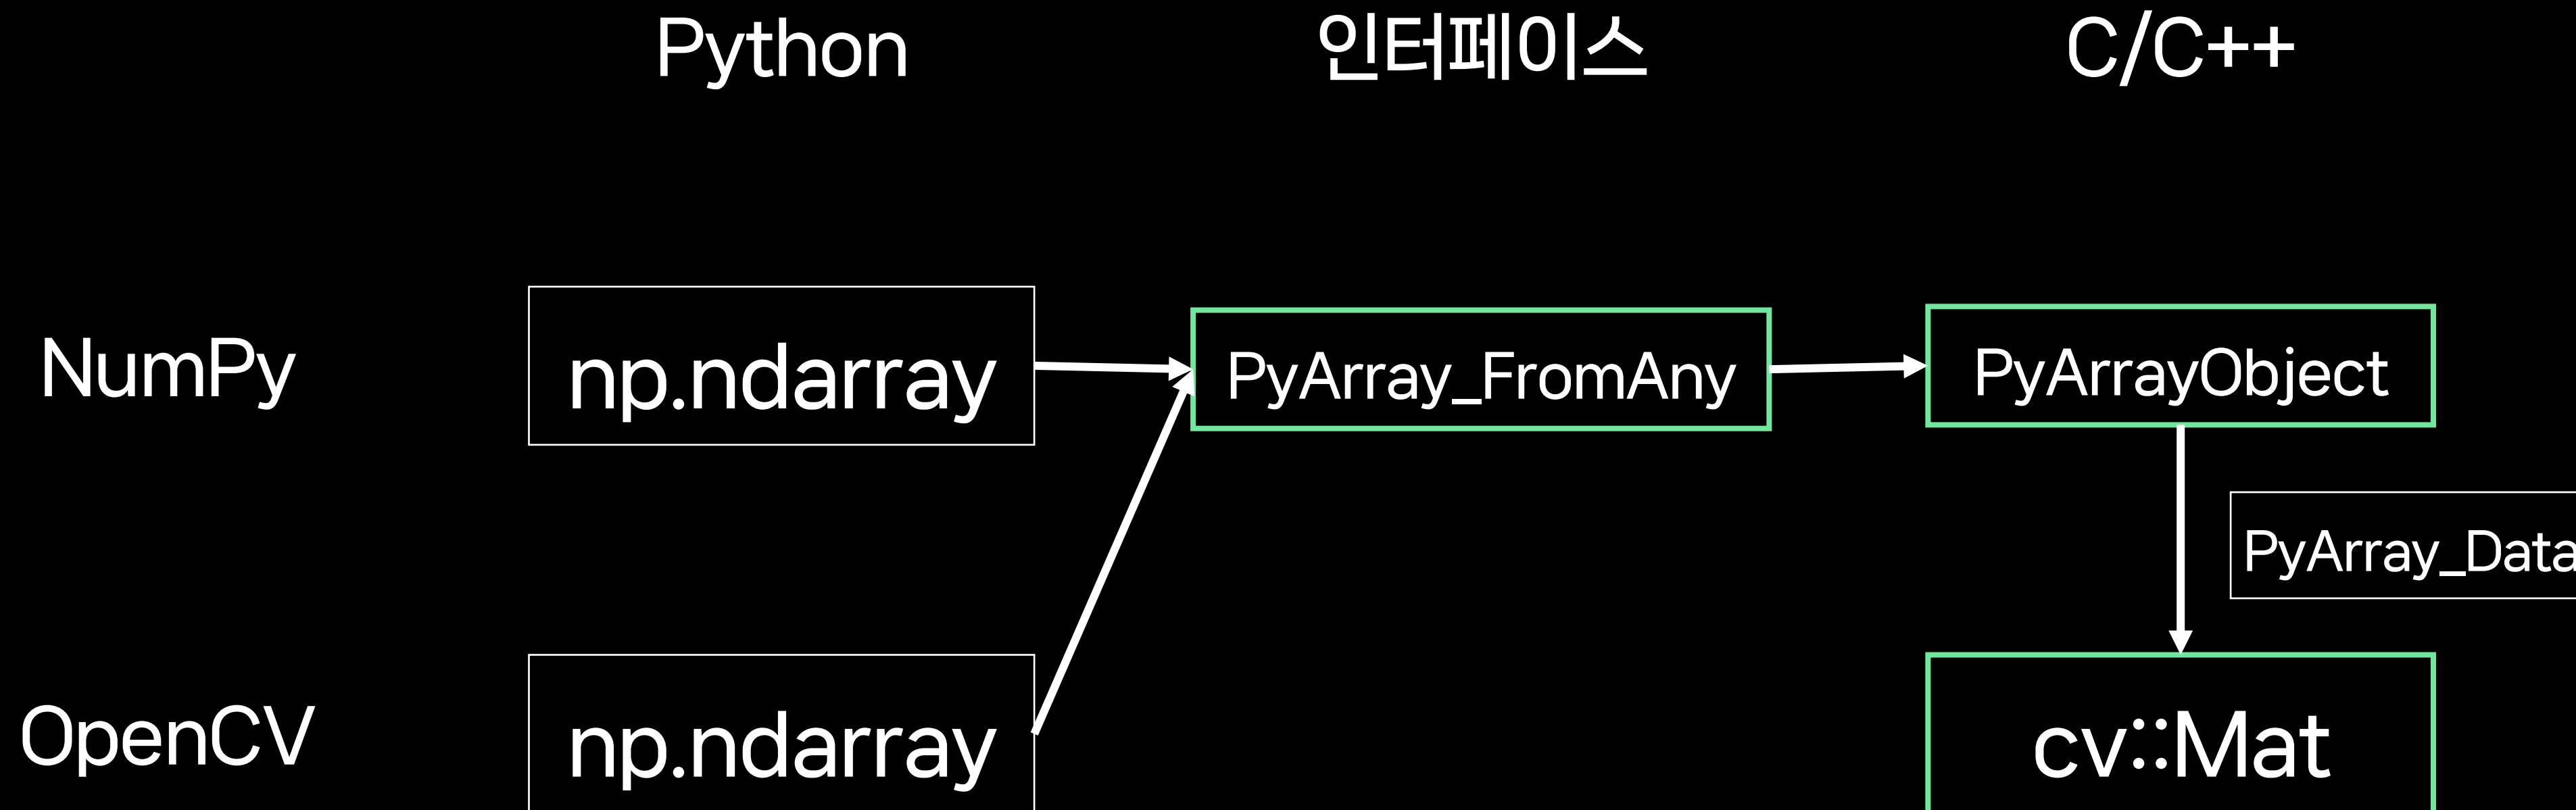 Python
인터페이스
C/C++
NumPy
np.ndarray
PyArray_FromAny
PyArrayObject
PyArray_Data
OpenCV
np.ndarray
cv::Mat